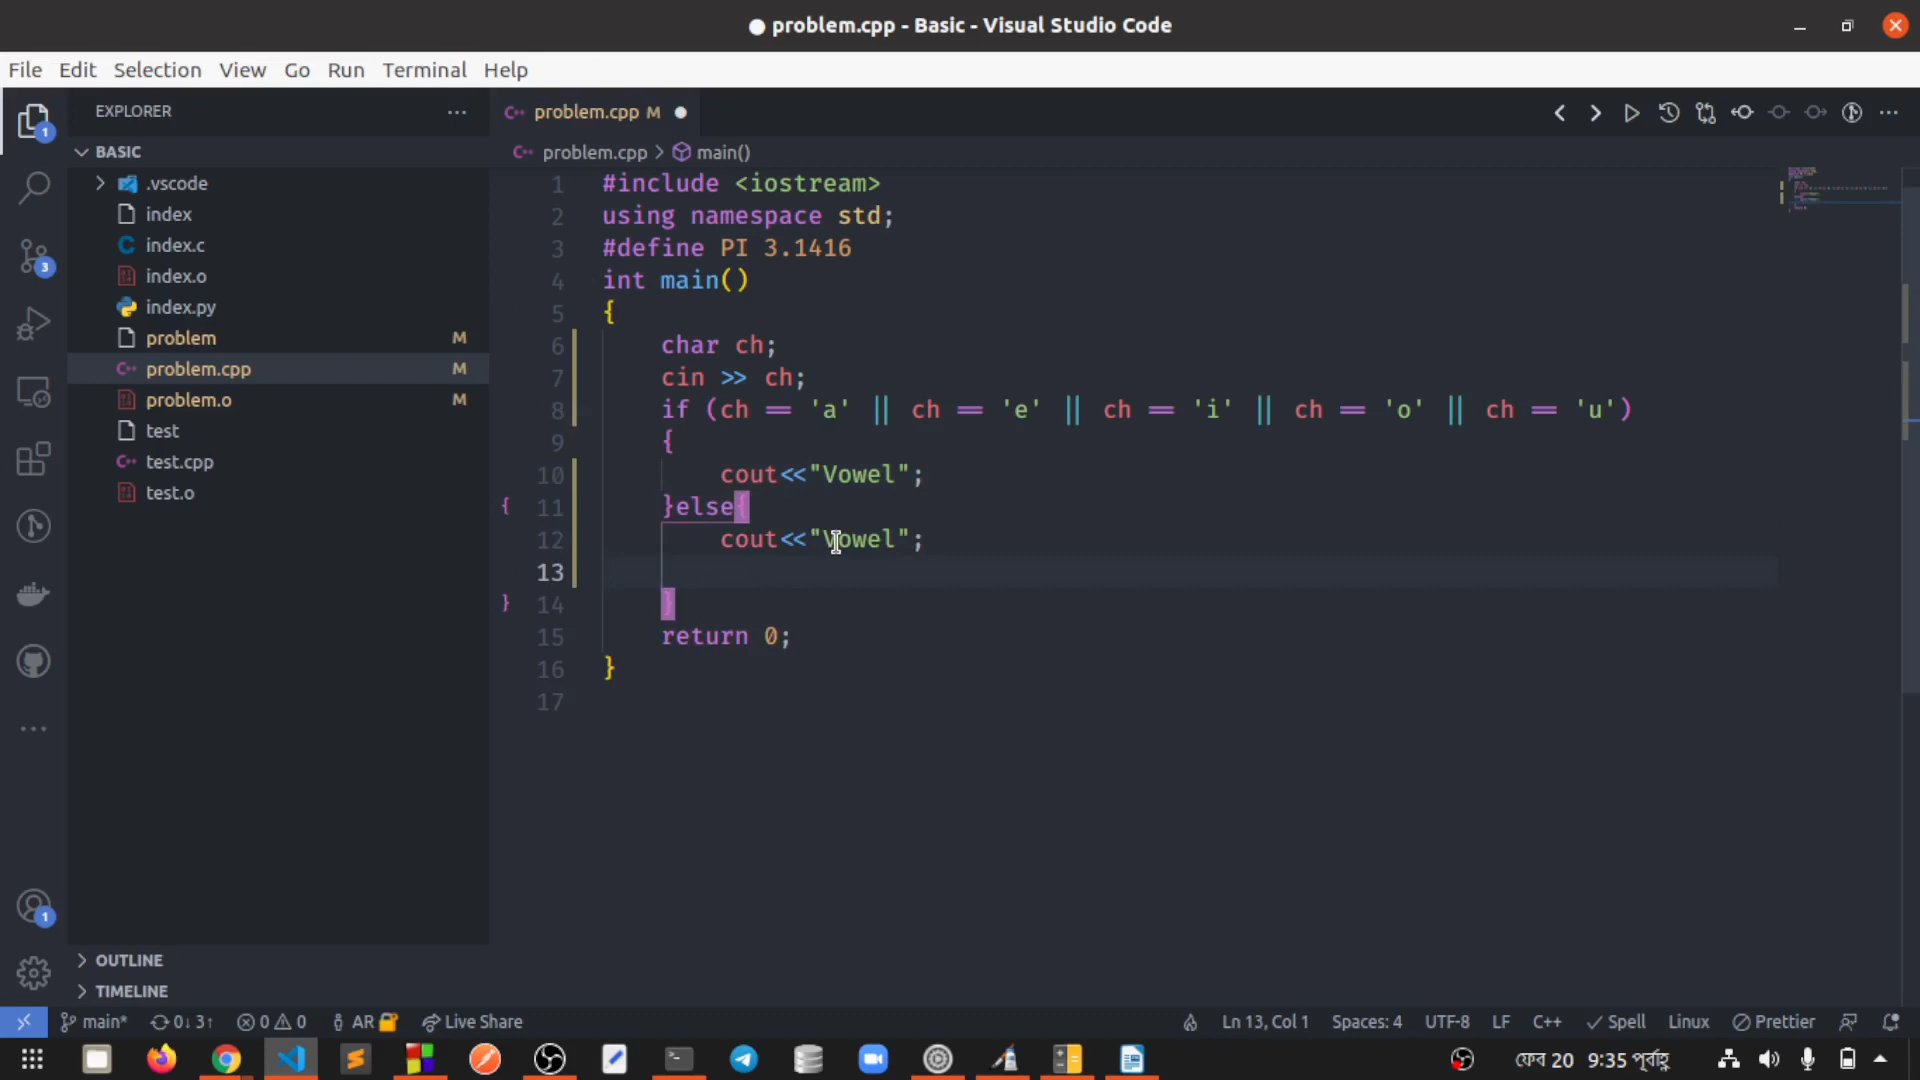 problem.cpp - Basic - Visual Studio Code
File Edit Selection View Go Run Terminal Help
EXPLORER
problem.cpp M
BASIC
problem.cpp > main()
.vscode
index
index.c
index.o
index.py
problem M
problem.cpp M
problem.o M
test
test.cpp
test.o
1 #include <iostream>
2 using namespace std;
3 #define PI 3.1416
4 int main()
5 {
6 char ch;
7 cin >> ch;
8 if (ch == 'a' || ch == 'e' || ch == 'i' || ch == 'o' || ch == 'u')
9 {
10 cout<<"Vowel";
{ 11 }else{
12 cout<<"Vowel";
13
} 14 }
15 return 0;
16 }
17
1
3
1
OUTLINE
TIMELINE
main* 0↓ 3↑ 0 0 AR Live Share Ln 13, Col 1 Spaces: 4 UTF-8 LF C++ Spell Linux Prettier
ফেব 20 9:35 পূর্বাহ্ণ